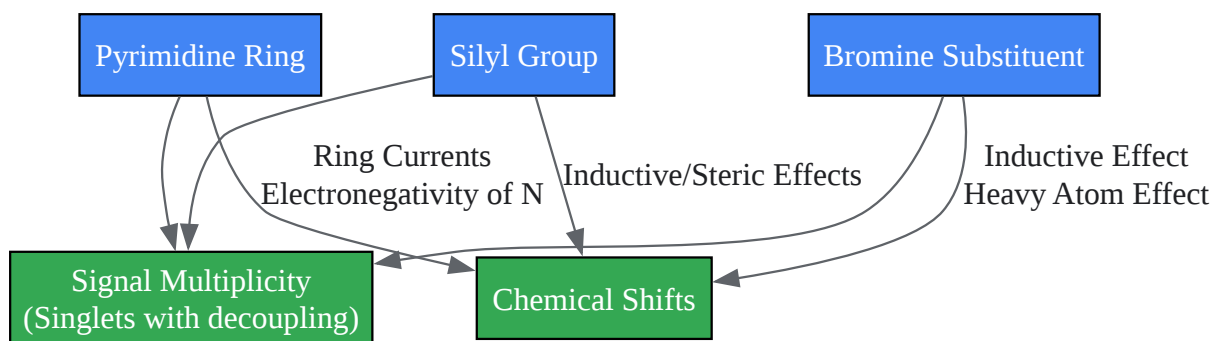 Pyrimidine Ring
Silyl Group
Bromine Substituent
Ring Currents
Electronegativity of N
Inductive/Steric Effects
Inductive Effect
Heavy Atom Effect
Signal Multiplicity
(Singlets with decoupling)
Chemical Shifts